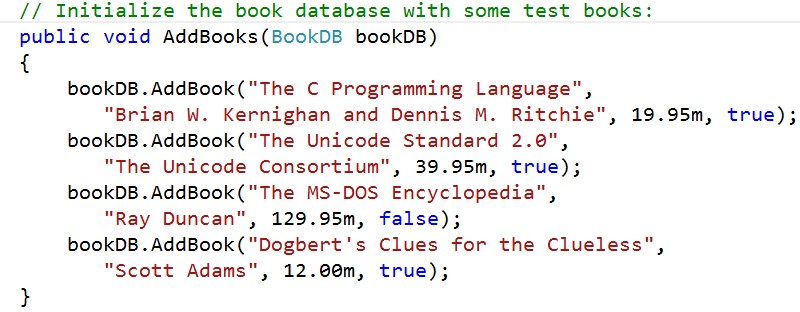 // Initialize the book database with some test books:
public void AddBooks(BookDB bookDB)
{
    bookDB.AddBook("The C Programming Language",
       "Brian W. Kernighan and Dennis M. Ritchie", 19.95m, true);
    bookDB.AddBook("The Unicode Standard 2.0",
       "The Unicode Consortium", 39.95m, true);
    bookDB.AddBook("The MS-DOS Encyclopedia",
       "Ray Duncan", 129.95m, false);
    bookDB.AddBook("Dogbert's Clues for the Clueless",
       "Scott Adams", 12.00m, true);
}